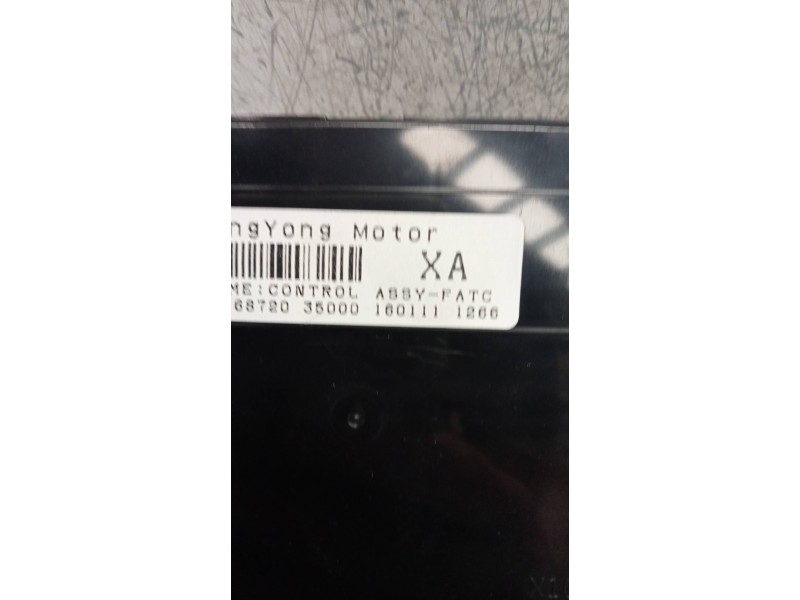 ngYong Motor
XA
ME:CONTROL ASSY-FATC
68720 35000 160111 1266